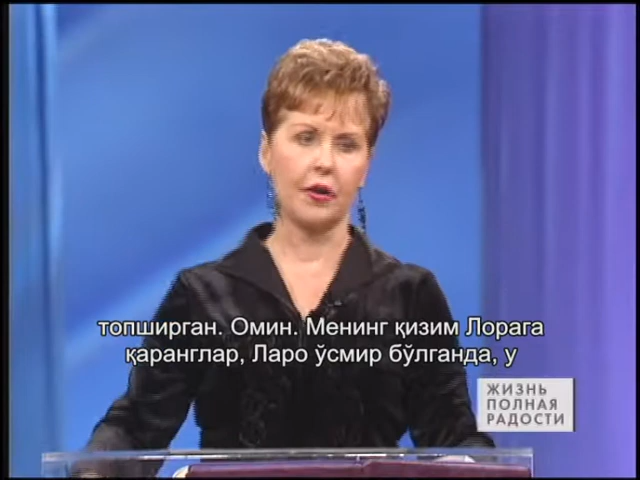 топширган. Омин. Менинг қизим Лорага
қаранглар, Ларо ўсмир бўлганда, у
ЖИЗНЬ
ПОЛНАЯ
РАДОСТИ